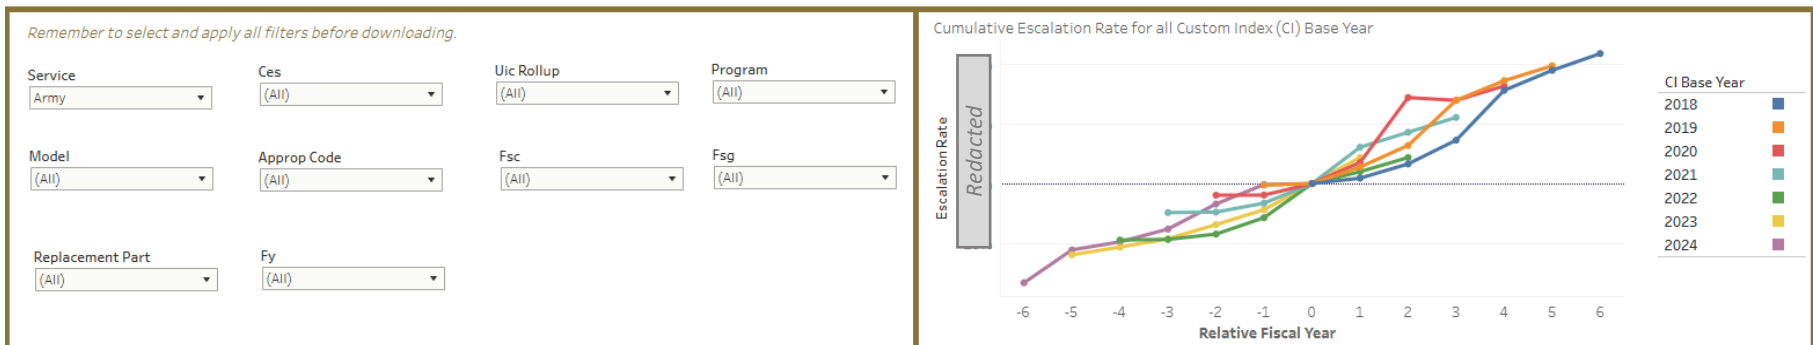 Remember to select and apply all filters before downloading.
Service
Army
Ces
(All)
Uic Rollup
(All)
Program
(All)
Model
(All)
Approp Code
(All)
Fsc
(All)
Fsg
(All)
Replacement Part
(All)
Fy
(All)
Cumulative Escalation Rate for all Custom Index (CI) Base Year
Escalation Rate
Redacted
-6 -5 -4 -3 -2 -1 0 1 2 3 4 5 6
Relative Fiscal Year
CI Base Year
2018
2019
2020
2021
2022
2023
2024